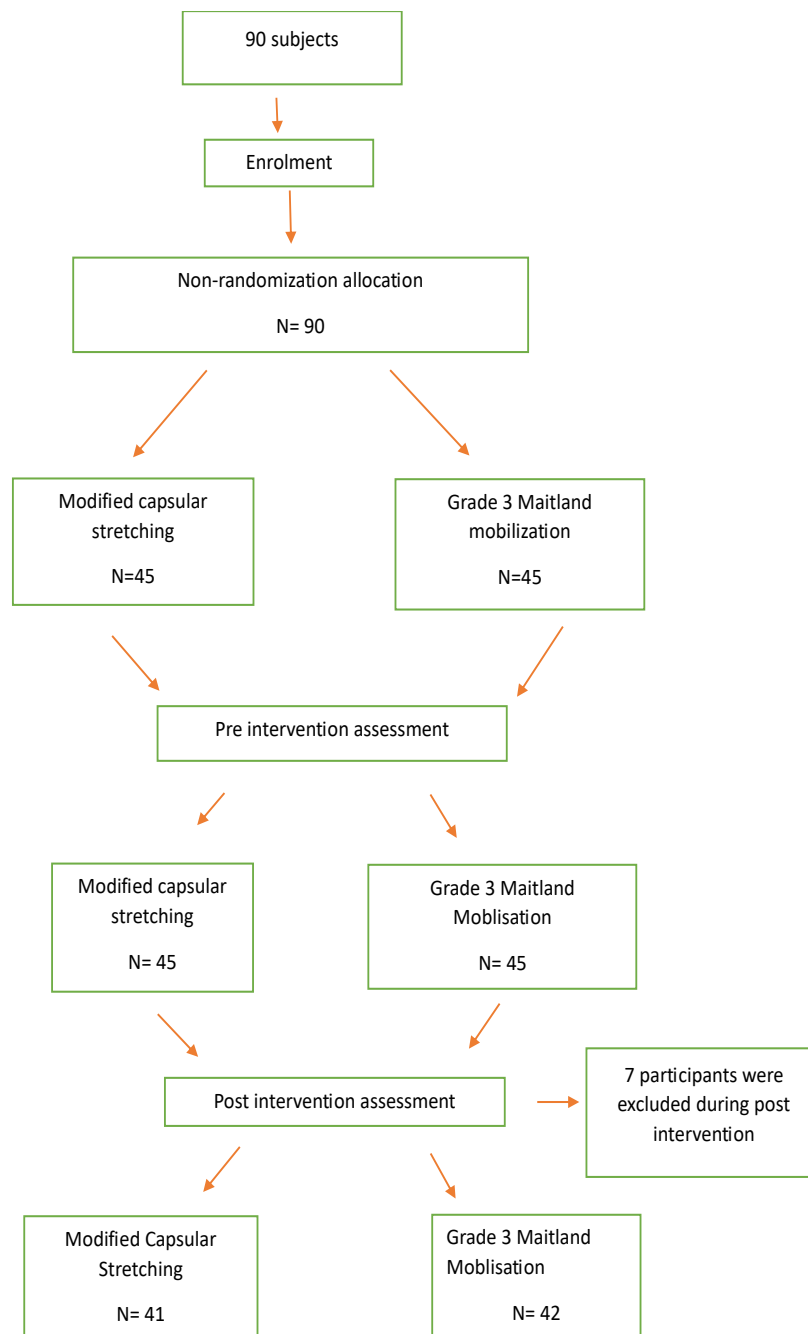 90 subjects
Enrolment
Non-randomization allocation
N= 90
Modified capsular
stretching
N=45
Grade 3 Maitland
mobilization
N=45
Pre intervention assessment
Modified capsular
stretching
N= 45
Grade 3 Maitland
Moblisation
N= 45
Post intervention assessment
7 participants were
excluded during post
intervention
Modified Capsular
Stretching
N= 41
Grade 3 Maitland
Moblisation
N= 42